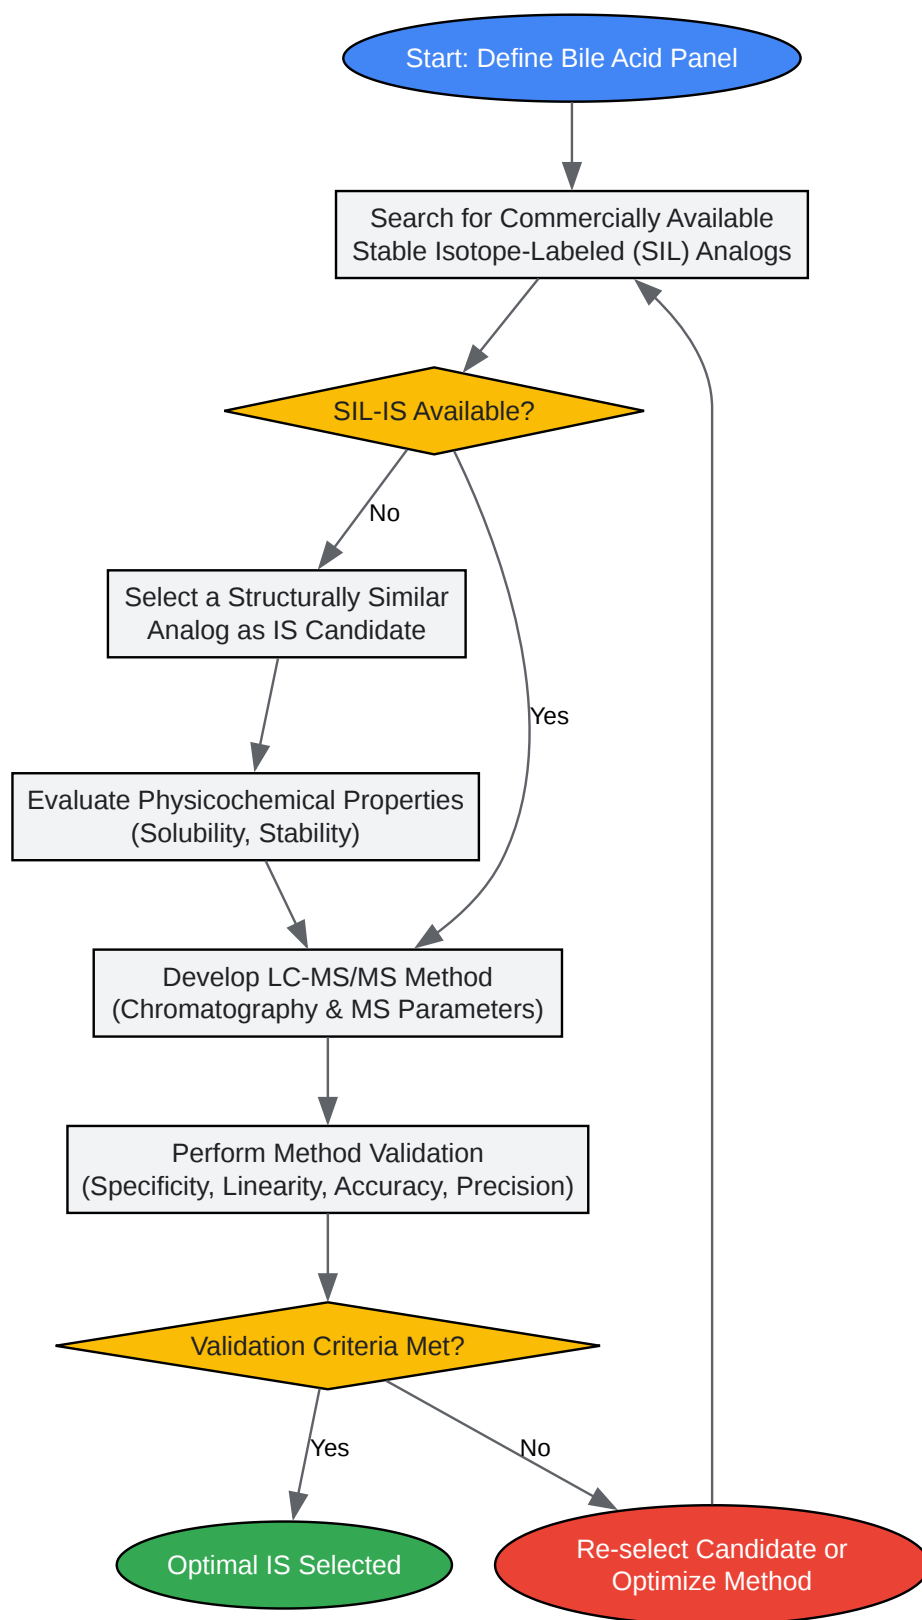 Start: Define Bile Acid Panel
Search for Commercially Available
Stable Isotope-Labeled (SIL) Analogs
SIL-IS Available?
No
Select a Structurally Similar
Analog as IS Candidate
Yes
Evaluate Physicochemical Properties
(Solubility, Stability)
Develop LC-MS/MS Method
(Chromatography & MS Parameters)
Perform Method Validation
(Specificity, Linearity, Accuracy, Precision)
Validation Criteria Met?
Yes
No
Optimal IS Selected
Re-select Candidate or
Optimize Method